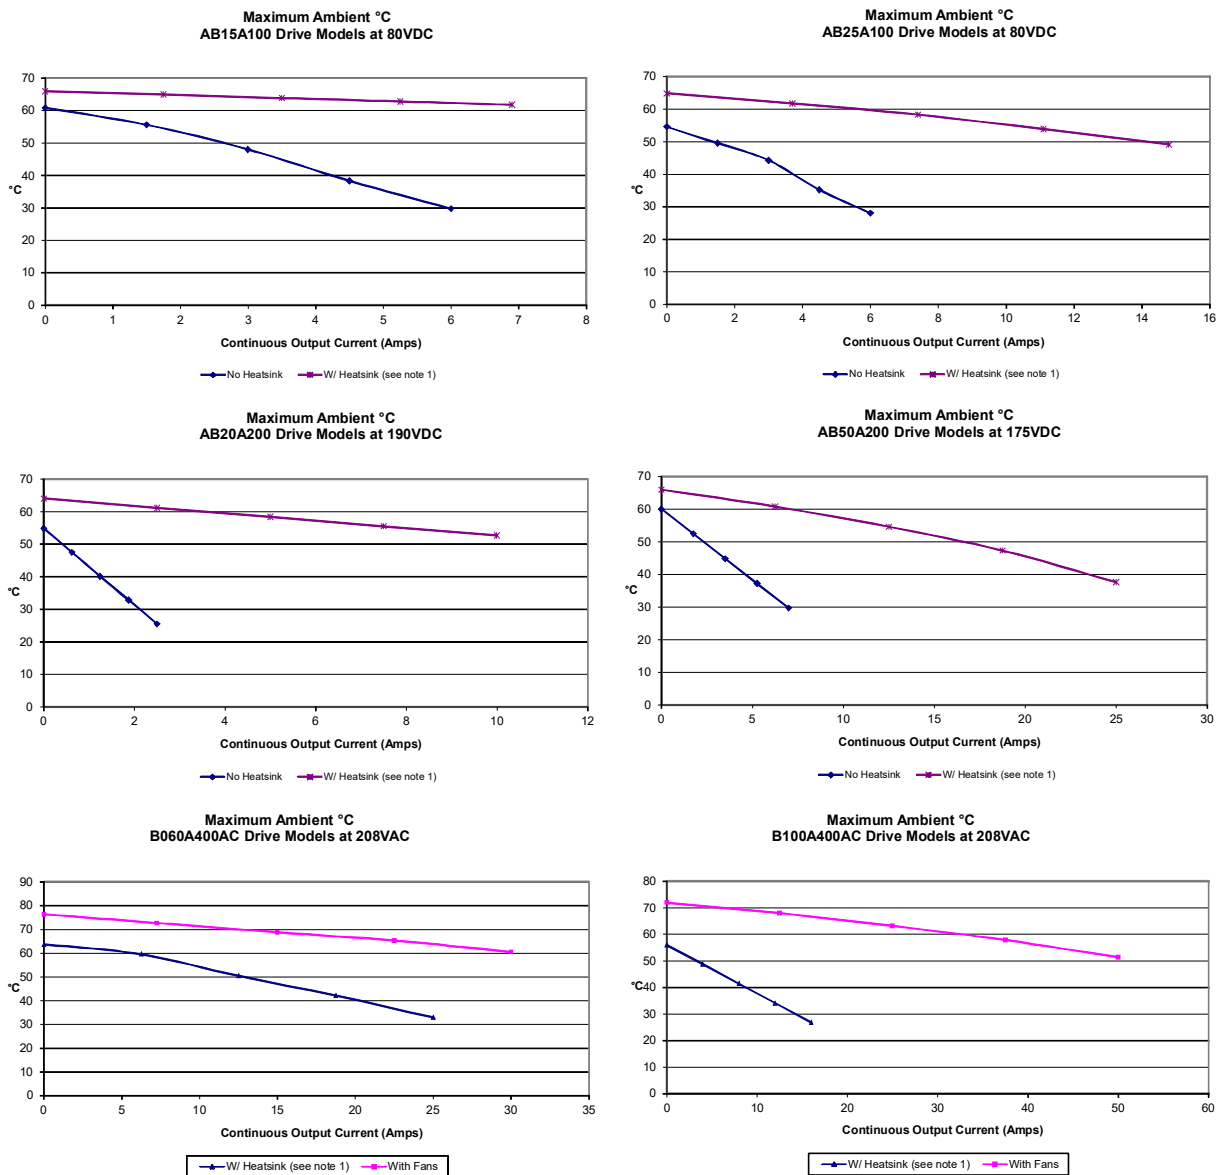 Maximum Ambient °C
AB15A100 Drive Models at 80VDC
70
60
50
40
°C
30
20
10
0
0 1 2 3 4 5 6 7 8
Continuous Output Current (Amps)
No Heatsink W/ Heatsink (see note 1)
Maximum Ambient °C
AB25A100 Drive Models at 80VDC
70
60
50
40
°C
30
20
10
0
0 2 4 6 8 10 12 14 16
Continuous Output Current (Amps)
No Heatsink W/ Heatsink (see note 1)
Maximum Ambient °C
AB20A200 Drive Models at 190VDC
70
60
50
40
°C
30
20
10
0
0 2 4 6 8 10 12
Continuous Output Current (Amps)
No Heatsink W/ Heatsink (see note 1)
Maximum Ambient °C
AB50A200 Drive Models at 175VDC
70
60
50
40
°C
30
20
10
0
0 5 10 15 20 25 30
Continuous Output Current (Amps)
No Heatsink W/ Heatsink (see note 1)
Maximum Ambient °C
B060A400AC Drive Models at 208VAC
90
80
70
60
50
°C
40
30
20
10
0
0 5 10 15 20 25 30 35
Continuous Output Current (Amps)
W/ Heatsink (see note 1) With Fans
Maximum Ambient °C
B100A400AC Drive Models at 208VAC
80
70
60
50
°C
40
30
20
10
0
0 10 20 30 40 50 60
Continuous Output Current (Amps)
W/ Heatsink (see note 1) With Fans